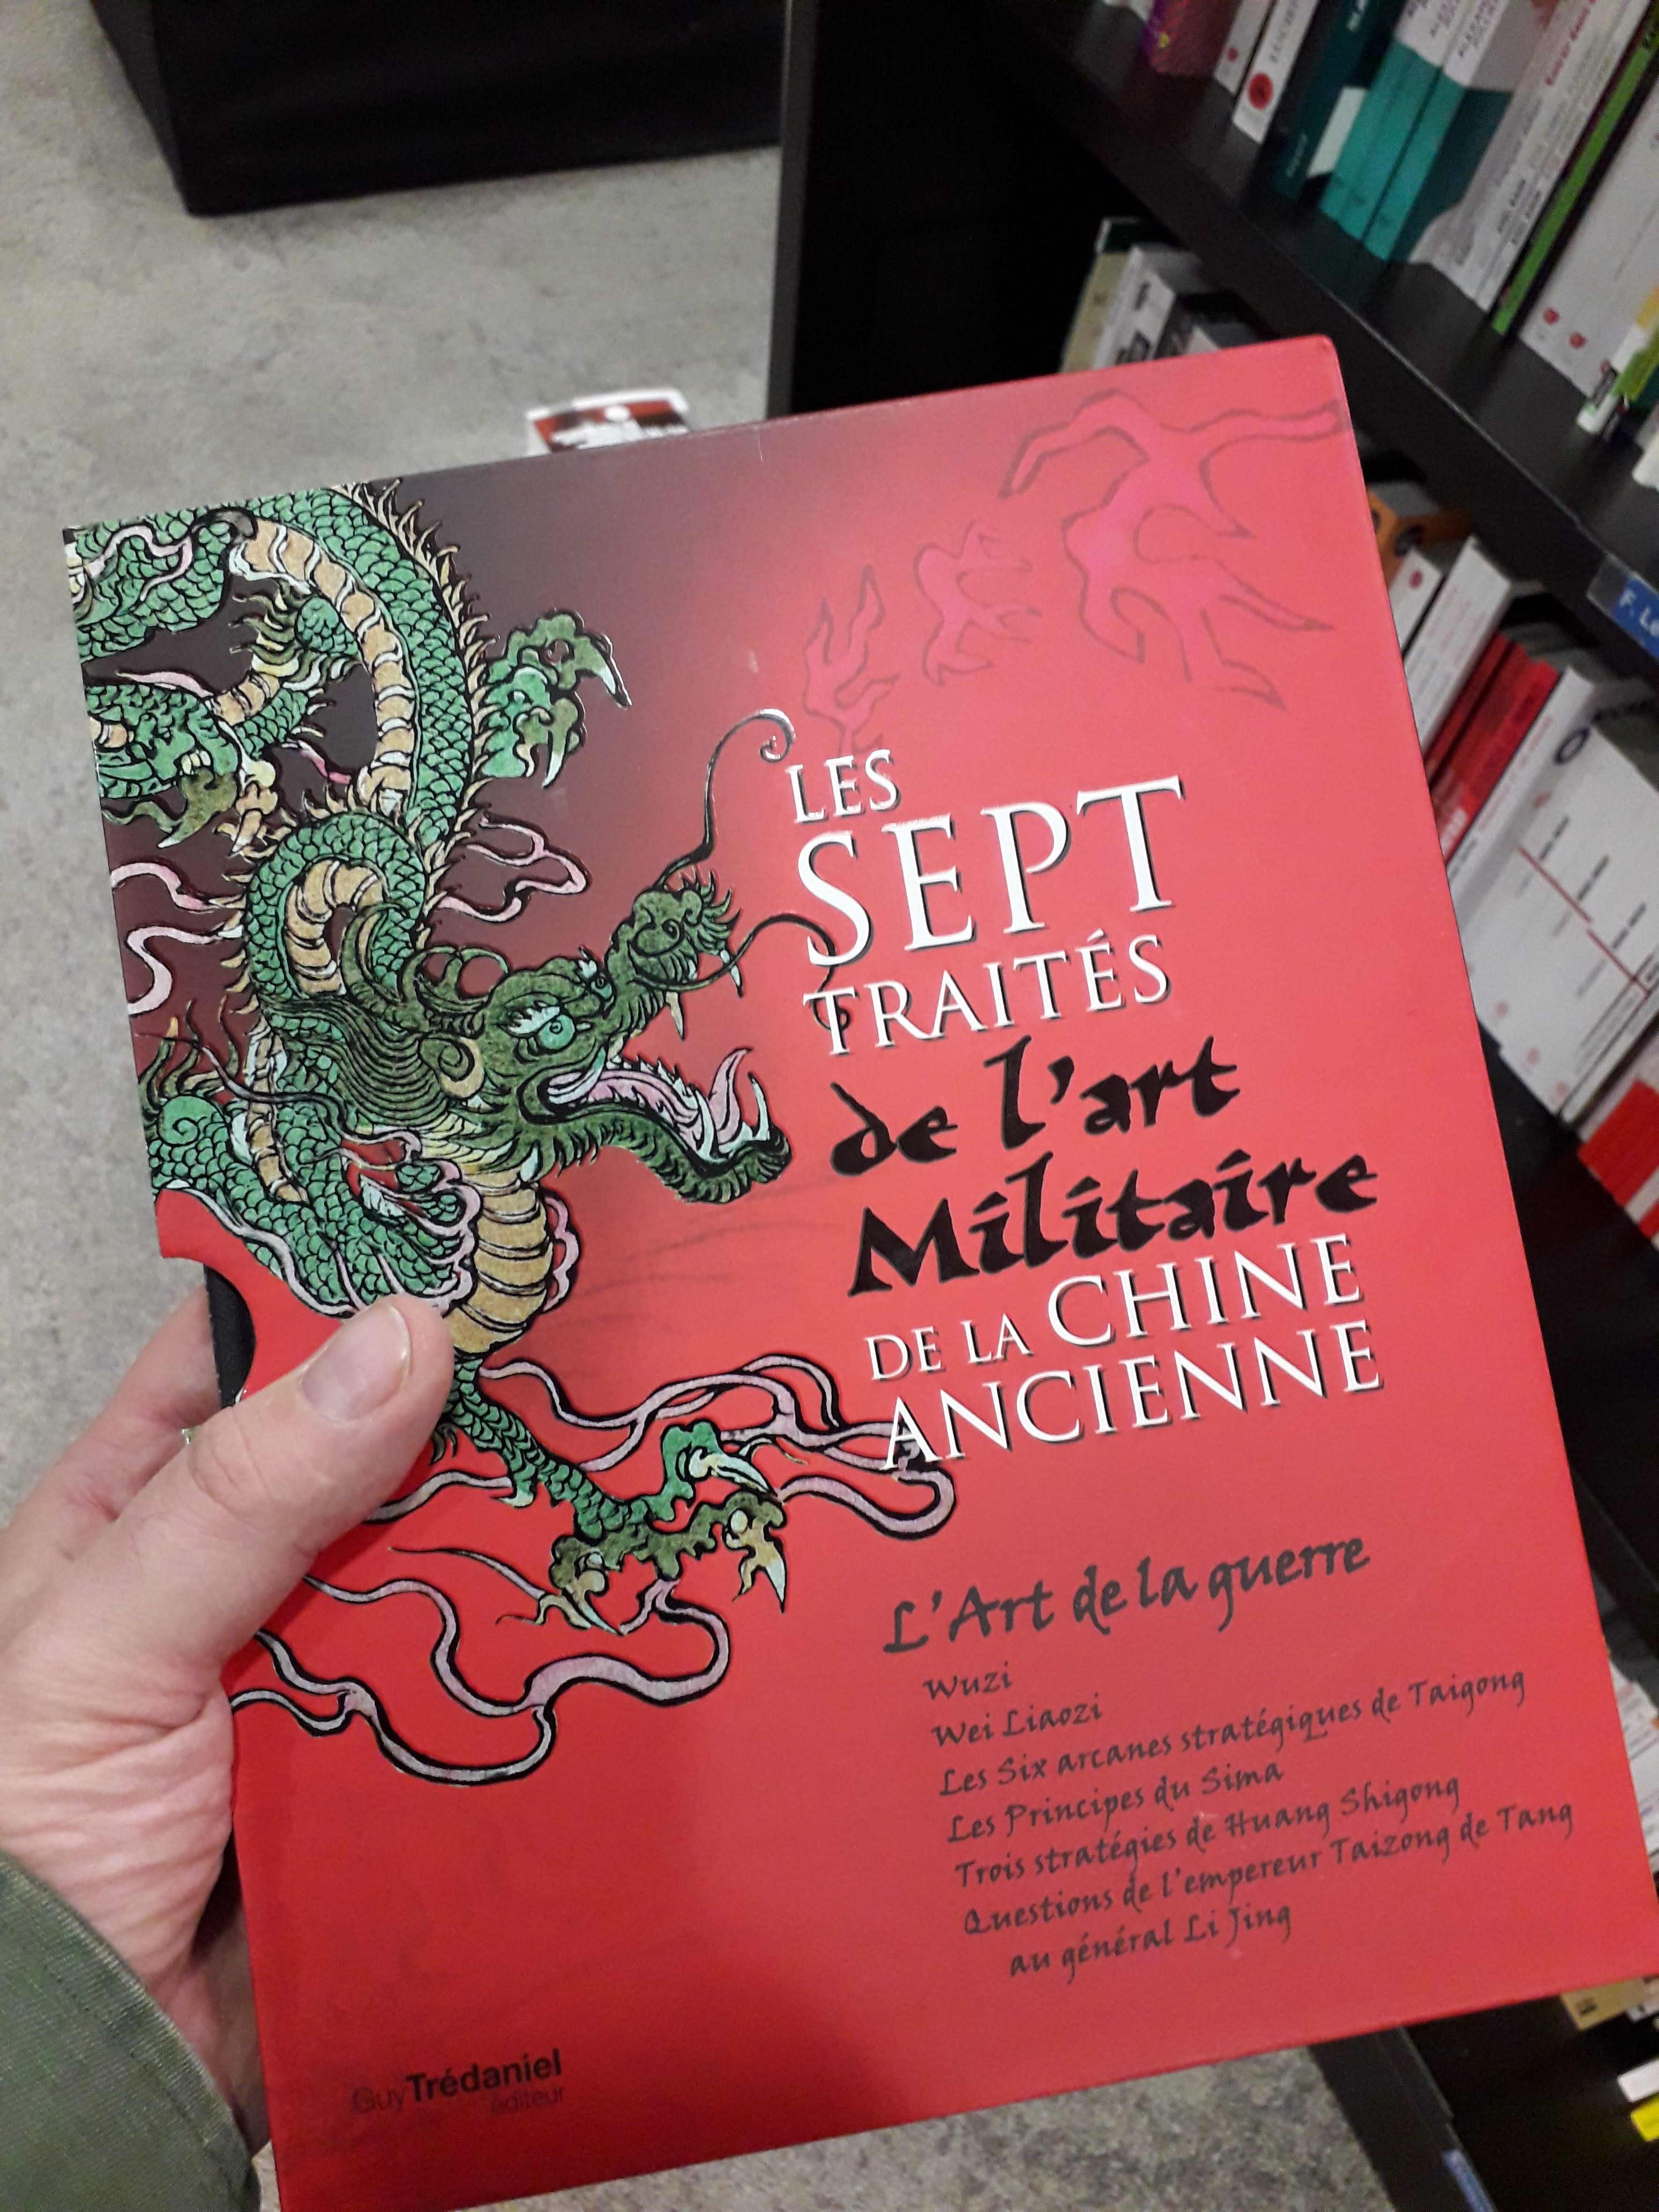 LES
SEPT
TRAITÉS
de l'art
Militaire
DE LA CHINE
ANCIENNE
L'Art de la guerre
Wuzi
Wei Liaozi
Les Six arcanes stratégiques de Taigong
Les Principes du Sima
Trois stratégies de Huang Shigong
Questions de l'empereur Taizong de Tang
au général Li Jing
GuyTrédaniel
éditeur